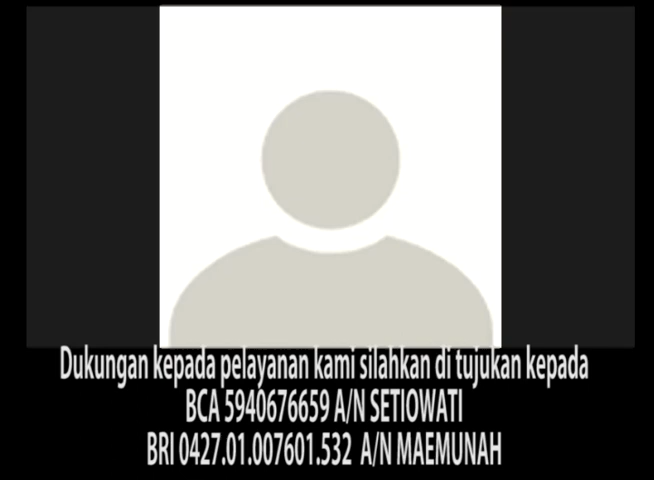 Dukungan kepada pelayanan kami silahkan di tujukan kepada
BCA 5940676659 A/N SETIOWATI
BRI 0427.01.007601.532 A/N MAEMUNAH